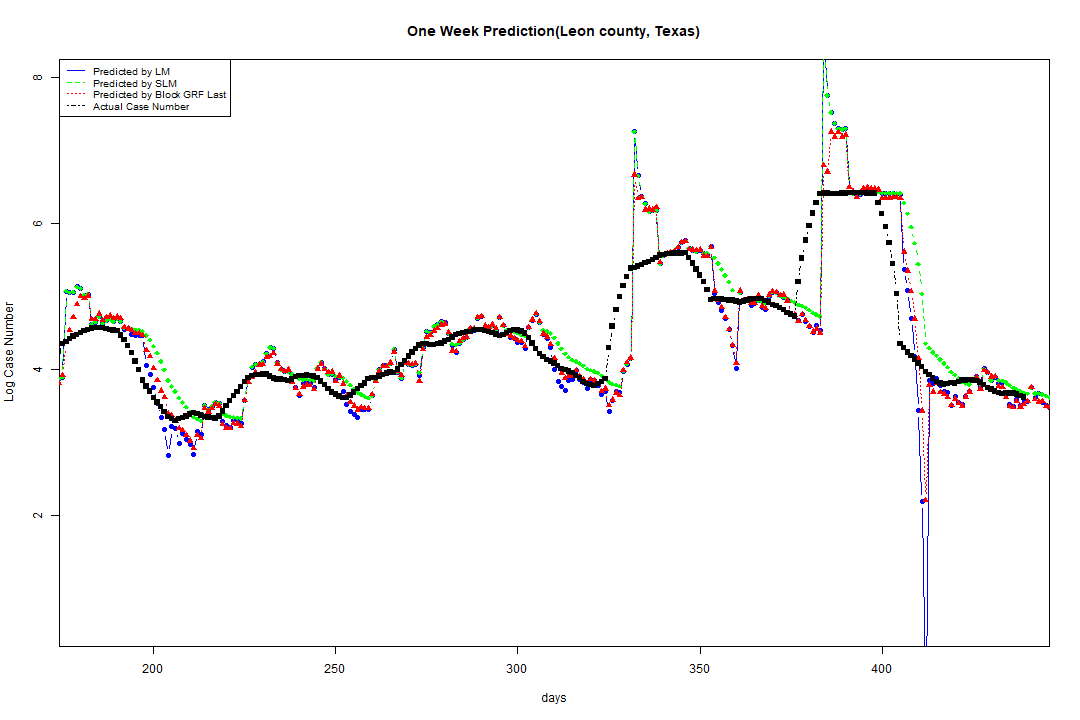 One Week Prediction(Leon county, Texas)
Predicted by LM
Predicted by SLM
Predicted by Block GRF Last
Actual Case Number
8
6
4
2
Log Case Number
200 250 300 350 400
days